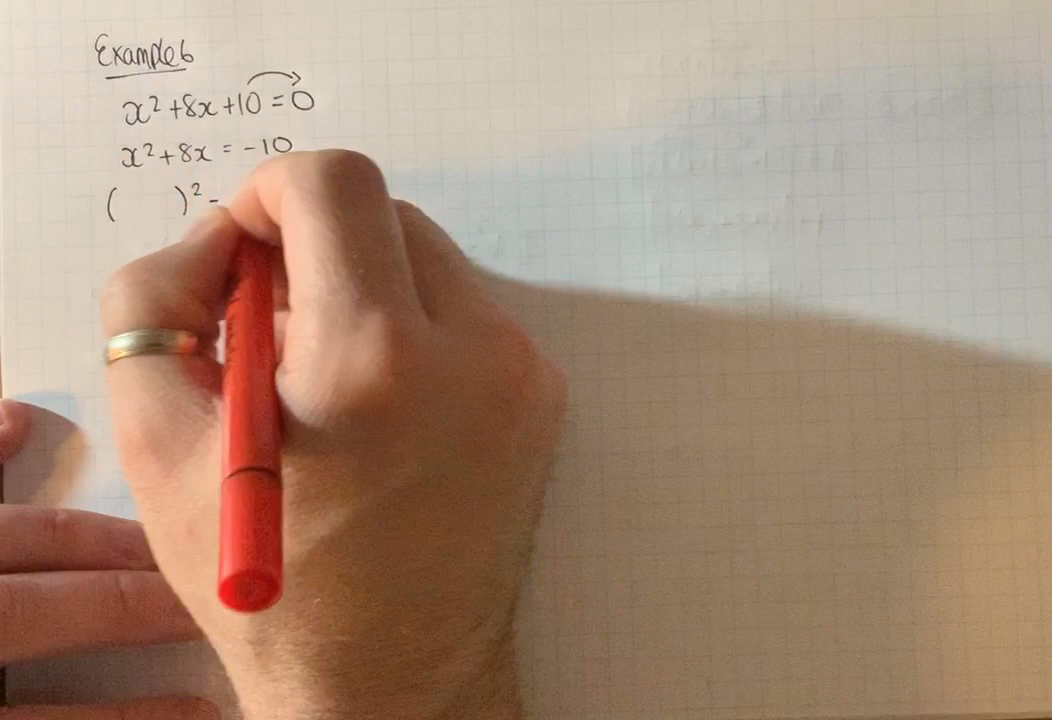 Example 6
x² + 8x + 10 = 0
x² + 8x = -10
(    )² -